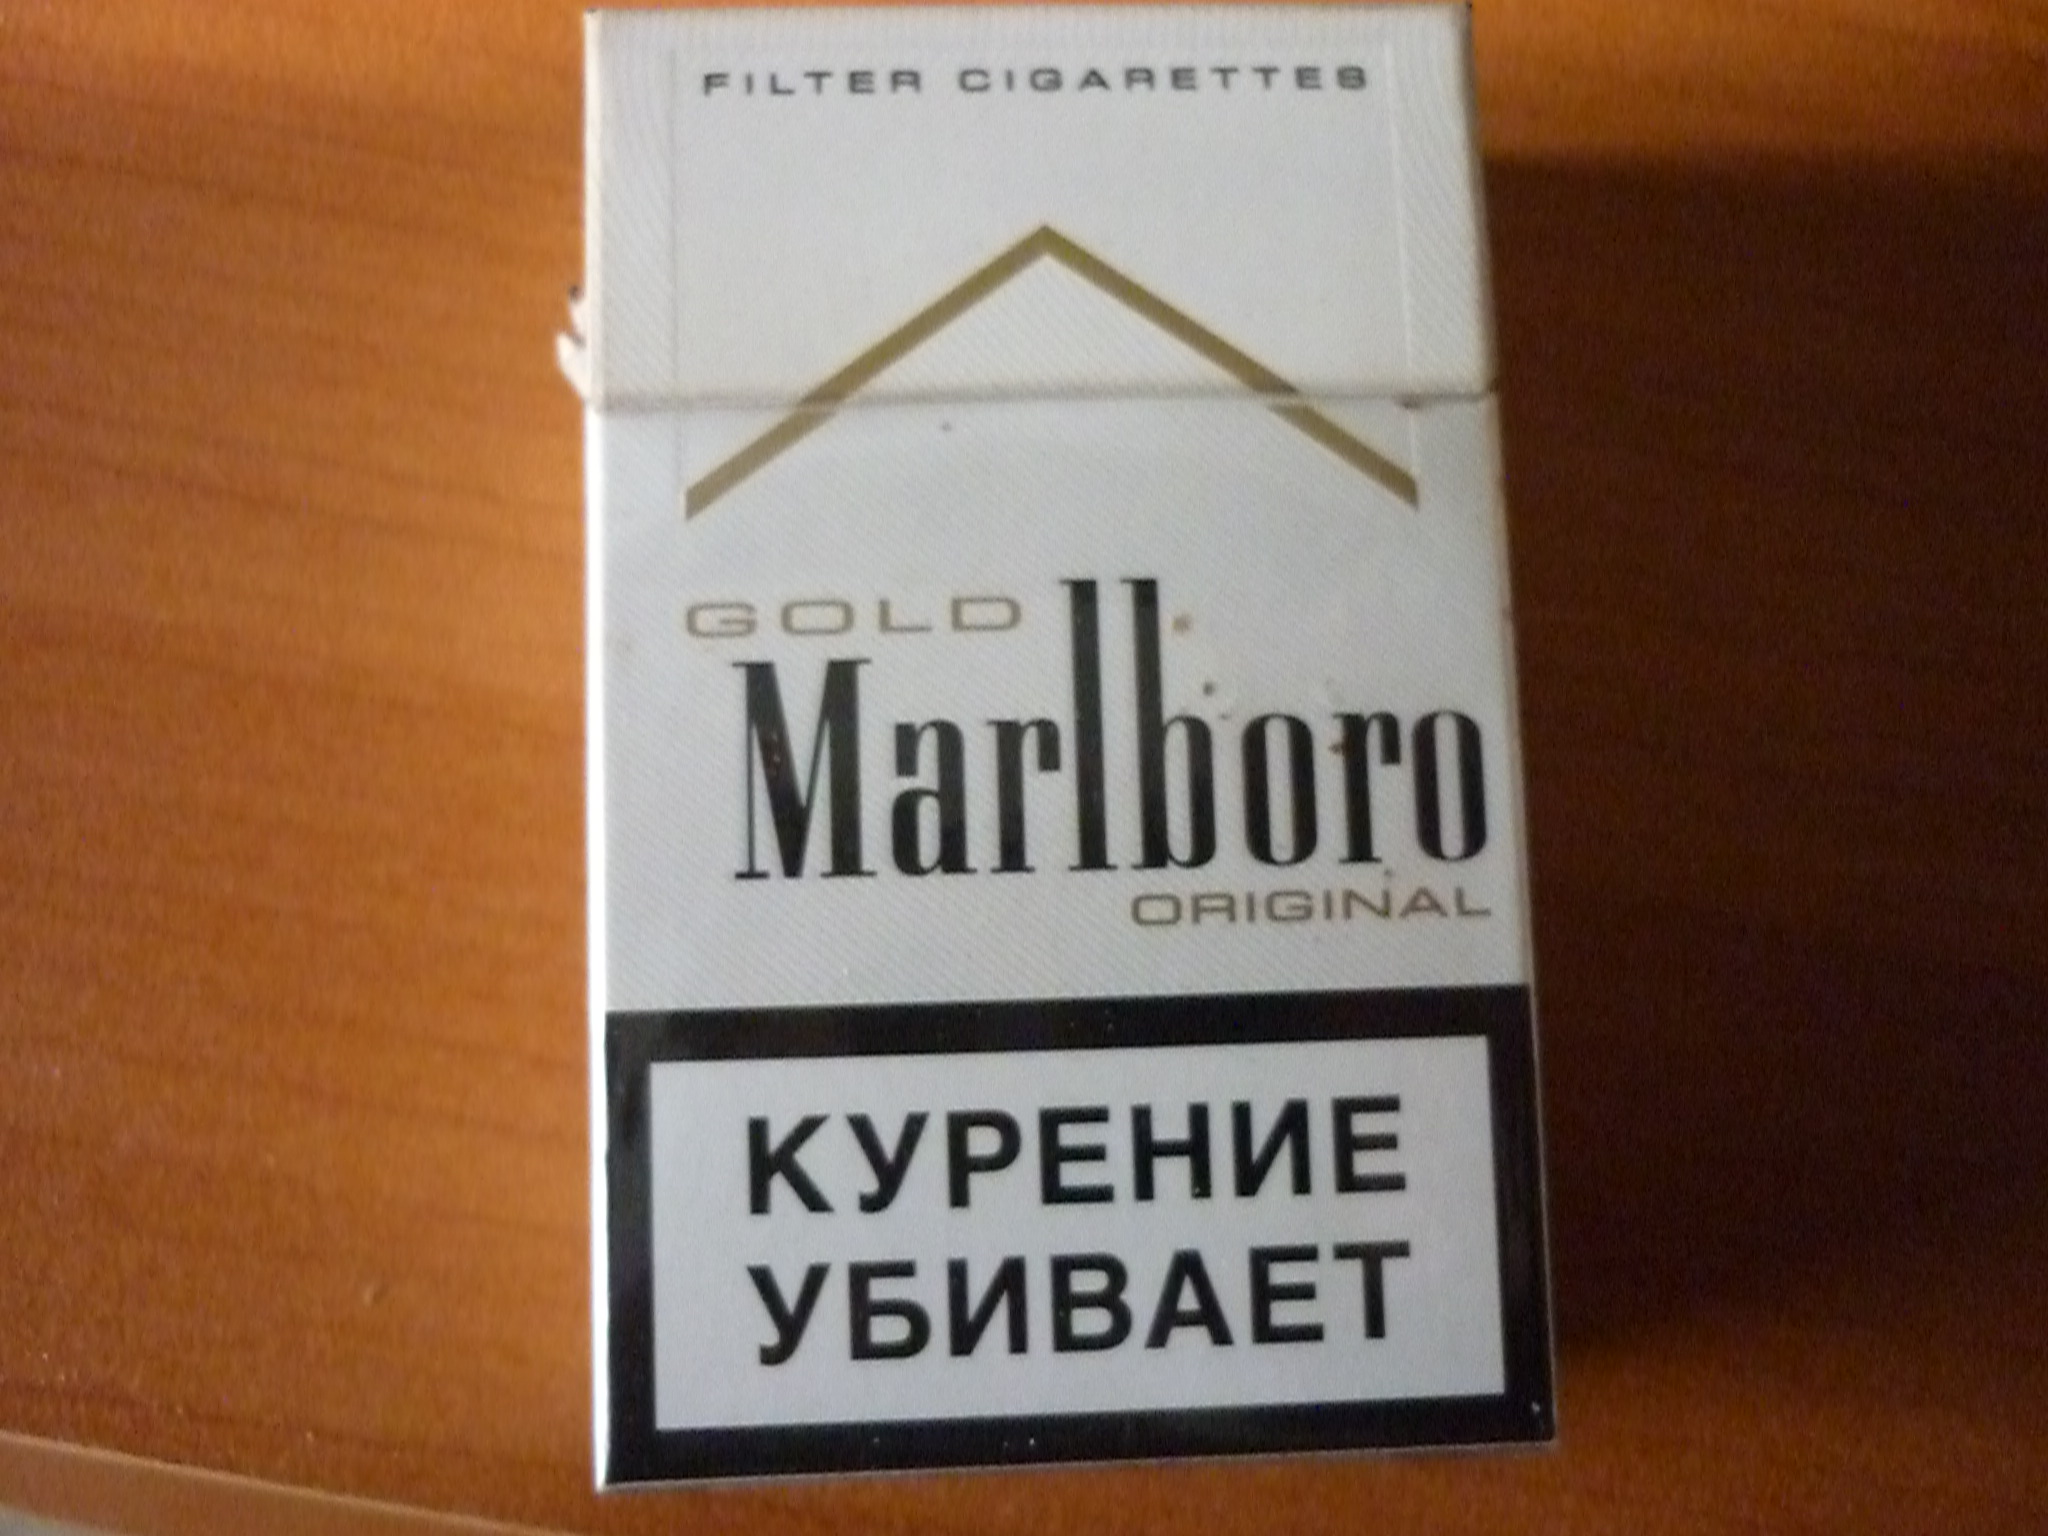 FILTER CIGARETTES
GOLD
Marlboro
ORIGINAL
КУРЕНИЕ
УБИВАЕТ